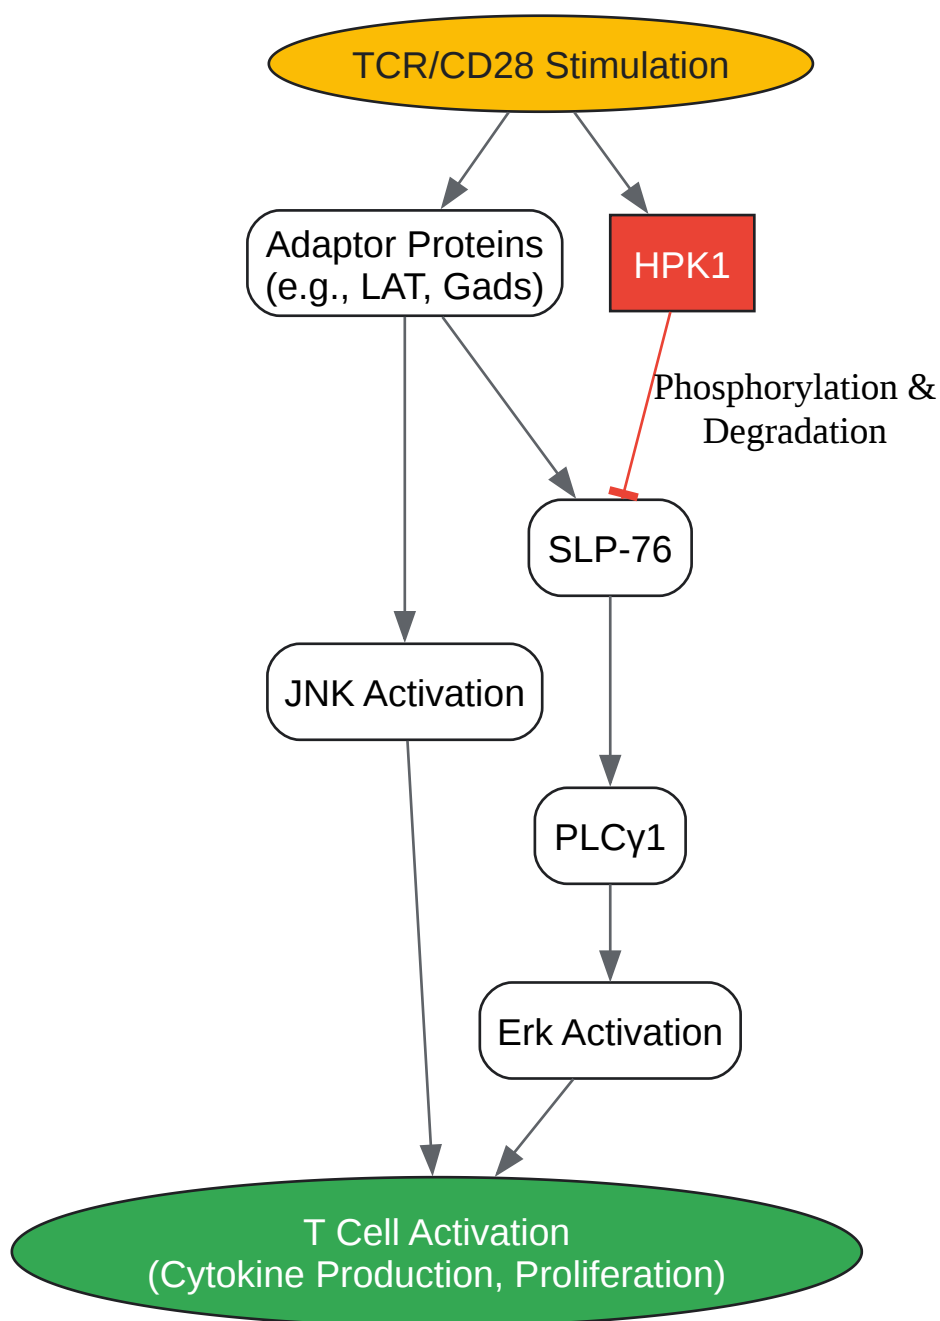 TCR/CD28 Stimulation
Adaptor Proteins
(e.g., LAT, Gads)
HPK1
Phosphorylation &
Degradation
SLP-76
JNK Activation
PLCγ1
Erk Activation
T Cell Activation
(Cytokine Production, Proliferation)